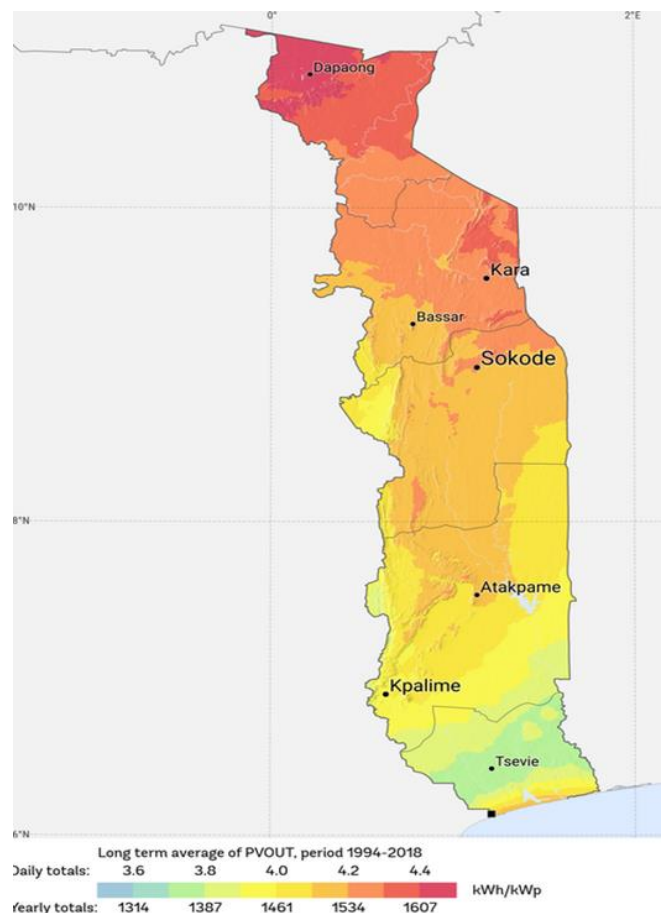 0° 2°E
Dapaong
10°N
Kara
Bassar
Sokode
8°N
Atakpame
Kpalime
Tsevie
6°N
Long term average of PVOUT, period 1994-2018
Daily totals: 3.6 3.8 4.0 4.2 4.4
kWh/kWp
Yearly totals: 1314 1387 1461 1534 1607